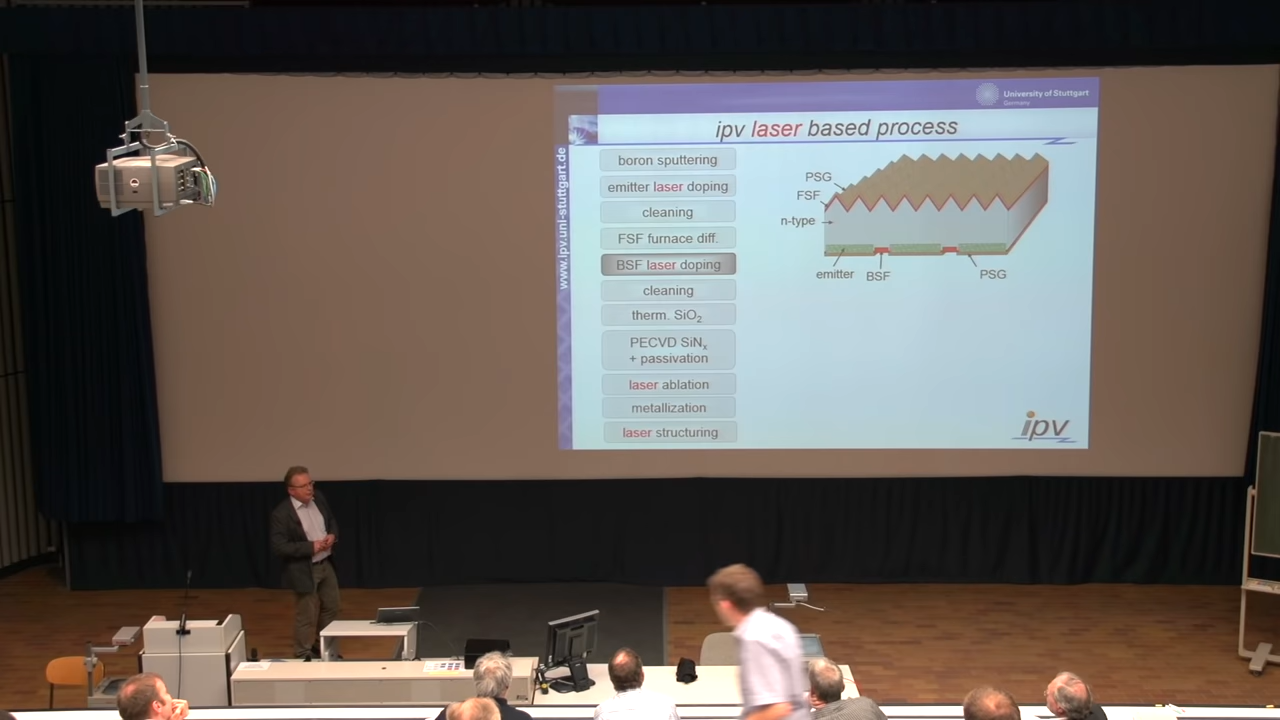 University of Stuttgart
Germany
ipv laser based process
www.ipv.uni-stuttgart.de
boron sputtering
emitter laser doping
cleaning
FSF furnace diff.
BSF laser doping
cleaning
therm. SiO2
PECVD SiNx
+ passivation
laser ablation
metallization
laser structuring
PSG
FSF
n-type
emitter
BSF
PSG
ipv